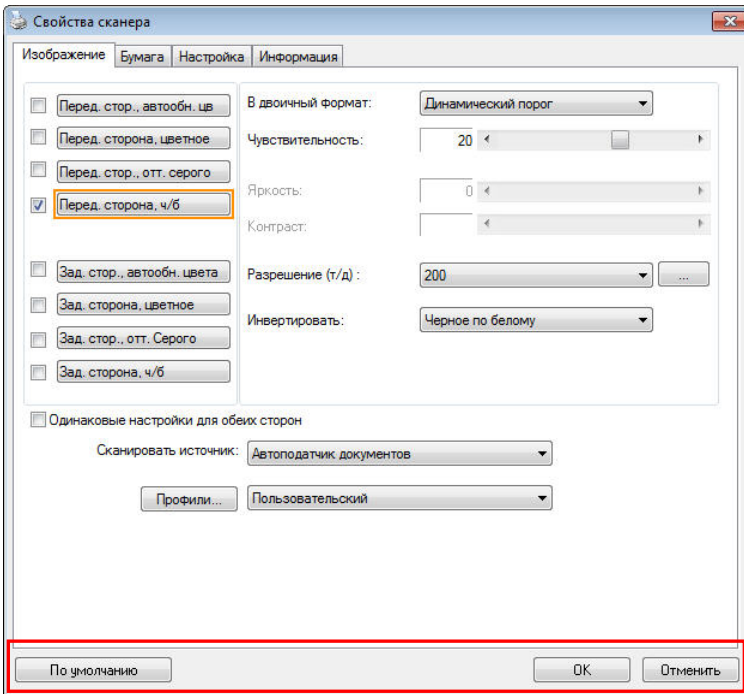 Свойства сканера
Изображение Бумага Настройка Информация
Перед. стор., автообн. цв
Перед. сторона, цветное
Перед. стор., отт. серого
Перед. сторона, ч/б
Зад. стор., автообн. цвета
Зад. сторона, цветное
Зад. стор., отт. Серого
Зад. сторона, ч/б
В двоичный формат: Динамический порог
Чувствительность: 20
Яркость: 0
Контраст:
Разрешение (т/д) : 200 ...
Инвертировать: Черное по белому
Одинаковые настройки для обеих сторон
Сканировать источник: Автоподатчик документов
Профили... Пользовательский
По умолчанию OK Отменить